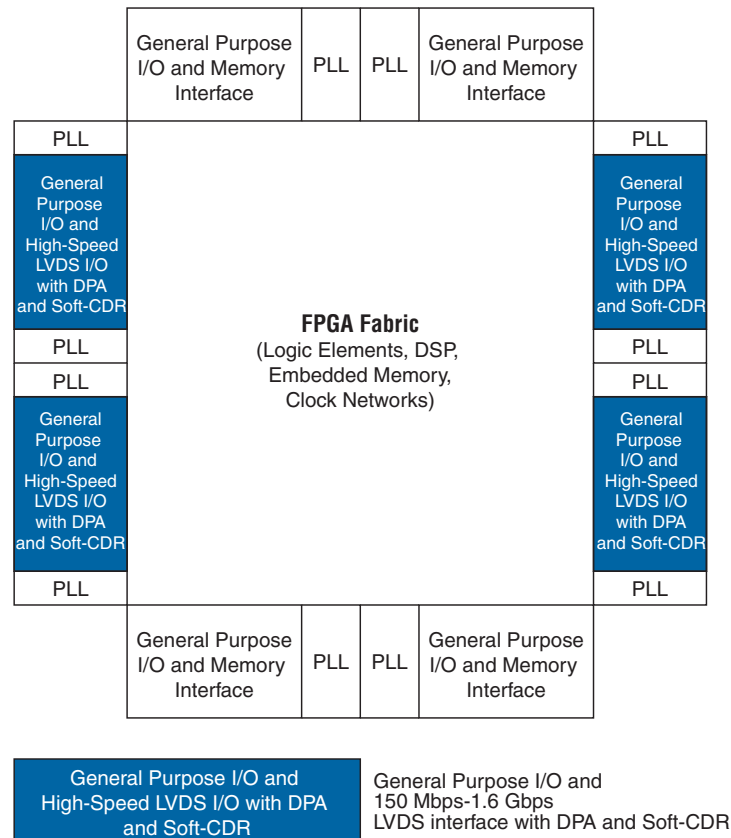 General Purpose
I/O and Memory
Interface
PLL
PLL
General Purpose
I/O and Memory
Interface
PLL
General
Purpose
I/O and
High-Speed
LVDS I/O
with DPA
and Soft-CDR
PLL
PLL
General
Purpose
I/O and
High-Speed
LVDS I/O
with DPA
and Soft-CDR
PLL
FPGA Fabric
(Logic Elements, DSP,
Embedded Memory,
Clock Networks)
PLL
General
Purpose
I/O and
High-Speed
LVDS I/O
with DPA
and Soft-CDR
PLL
PLL
General
Purpose
I/O and
High-Speed
LVDS I/O
with DPA
and Soft-CDR
PLL
General Purpose
I/O and Memory
Interface
PLL
PLL
General Purpose
I/O and Memory
Interface
General Purpose I/O and
High-Speed LVDS I/O with DPA
and Soft-CDR
General Purpose I/O and
150 Mbps-1.6 Gbps
LVDS interface with DPA and Soft-CDR